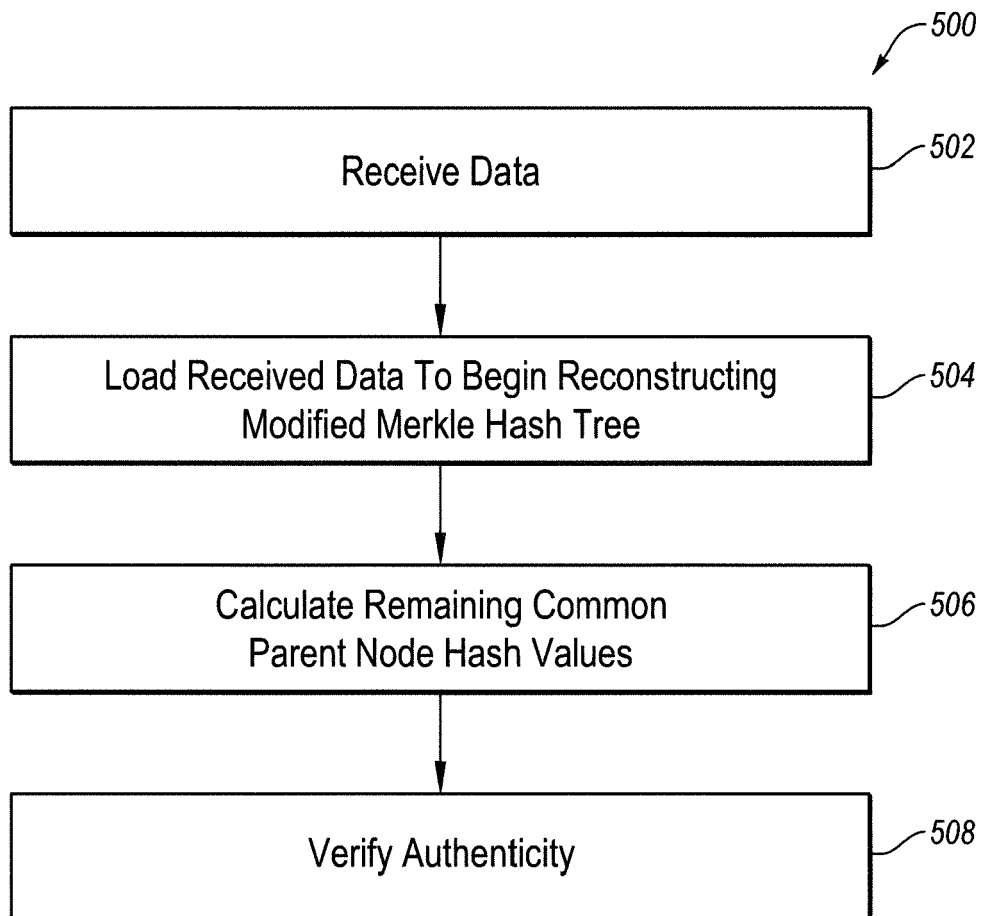 500
502
Receive Data
504
Load Received Data To Begin Reconstructing
Modified Merkle Hash Tree
506
Calculate Remaining Common
Parent Node Hash Values
508
Verify Authenticity